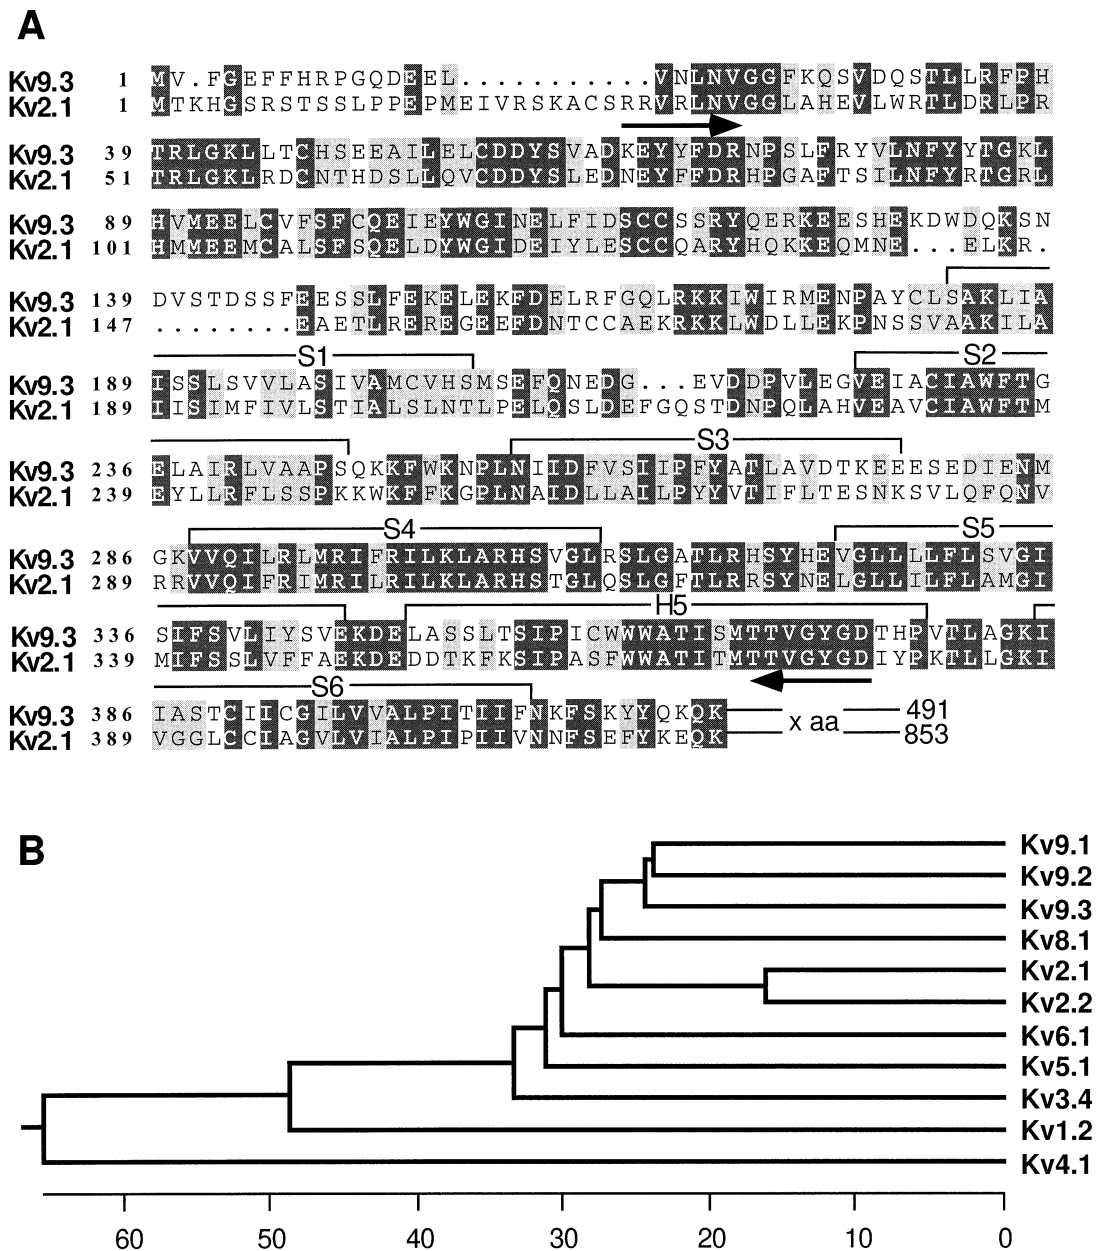 A
Kv9.3 1 MV.FGEFFHRPGQDEEL...........VNLNVGGFKQSVDQSTLLRFPH
Kv2.1 1 MTKHGSRSTSSLPPEPMEIVRSKACSRRVRLNVGGLAHEVLWRTLDRLPR
Kv9.3 39 TRLGKLLTCHSEEAILELCDDYSVADKEYYFDRNPSLFRYVLNFYYTGKL
Kv2.1 51 TRLGKLRDCNTHDSLLQVCDDYSLEDNEYFFDRHPGAFTSILNFYRTGRL
Kv9.3 89 HVMEELCVFSFCQEIEYWGINELFIDSCCSSRYQERKEESHEKDWDQKSN
Kv2.1 101 HMMEEMCALSFSQELDYWGIDEIYLESCCQARYHQKKEQMNE...ELKR.
Kv9.3 139 DVSTDSSFEESSLFEKELEKFDELRFGQLRKKIWIRMENPAYCLSAKLIA
Kv2.1 147 ........EAETLREREGEEFDNTCCAEKRKKLWDLLEKPNSSVAAKILA
S1 S2
Kv9.3 189 ISSLSVVLASIVAMCVHSMSEFQNEDG...EVDDPVLEGVEIACIAWFTG
Kv2.1 189 IISIMFIVLSTIALSLNTLPELQSLDEFGQSTDNPQLAHVEAVCIAWFTM
S3
Kv9.3 236 ELAIRLVAAPSQKKFWKNPLNIIDFVSIIPFYATLAVDTKEEESEDIENM
Kv2.1 239 EYLLRFLSSPKKWKFFKGPLNAIDLLAILPYYVTIFLTESNKSVLQFQNV
S4 S5
Kv9.3 286 GKVVQILRLMRIFRILKLARHSVGLRSLGATLRHSYHEVGLLLLFLSVGI
Kv2.1 289 RRVVQIFRIMRILRILKLARHSTGLQSLGFTLRRSYNELGLLILFLAMGI
H5
Kv9.3 336 SIFSVLIYSVEKDELASSLTSIPICWWWATISMTTVGYGDTHPVTLAGKI
Kv2.1 339 MIFSSLVFFAEKDEDDTKFKSIPASFWWATITMTTVGYGDIYPKTLLGKI
S6
Kv9.3 386 IASTCIICGILVVALPITIIFNKFSKYYQKQK x aa 491
Kv2.1 389 VGGLCCIAGVLVIALPIPIIVNNFSEFYKEQK 853
B
Kv9.1
Kv9.2
Kv9.3
Kv8.1
Kv2.1
Kv2.2
Kv6.1
Kv5.1
Kv3.4
Kv1.2
Kv4.1
60 50 40 30 20 10 0